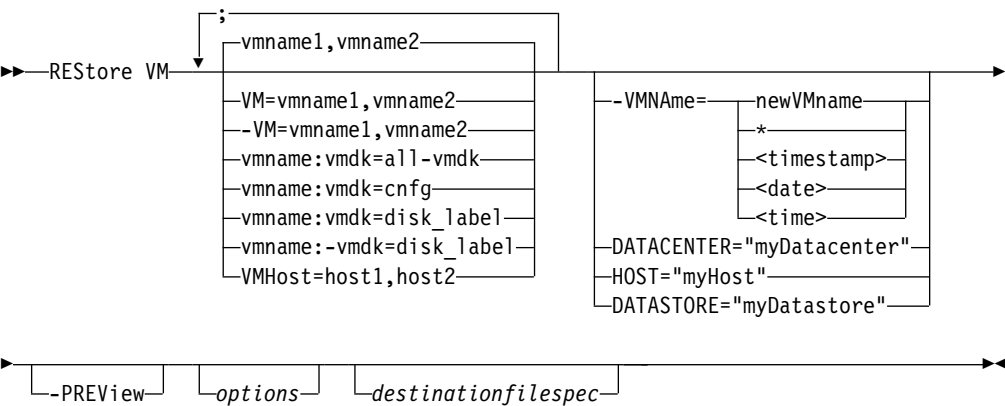 ;
vmname1,vmname2
REStore VM
VM=vmname1,vmname2
-VM=vmname1,vmname2
vmname:vmdk=all-vmdk
vmname:vmdk=cnfg
vmname:vmdk=disk_label
vmname:-vmdk=disk_label
VMHost=host1,host2
-VMNAme= newVMname
*
<timestamp>
<date>
<time>
DATACENTER="myDatacenter"
HOST="myHost"
DATASTORE="myDatastore"
-PREView options destinationfilespec